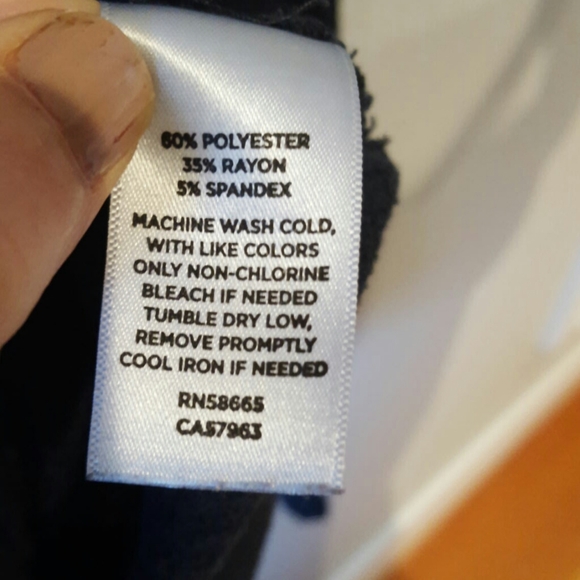 60% POLYESTER
35% RAYON
5% SPANDEX
MACHINE WASH COLD,
WITH LIKE COLORS
ONLY NON-CHLORINE
BLEACH IF NEEDED
TUMBLE DRY LOW,
REMOVE PROMPTLY
COOL IRON IF NEEDED
RN58665
CA57963